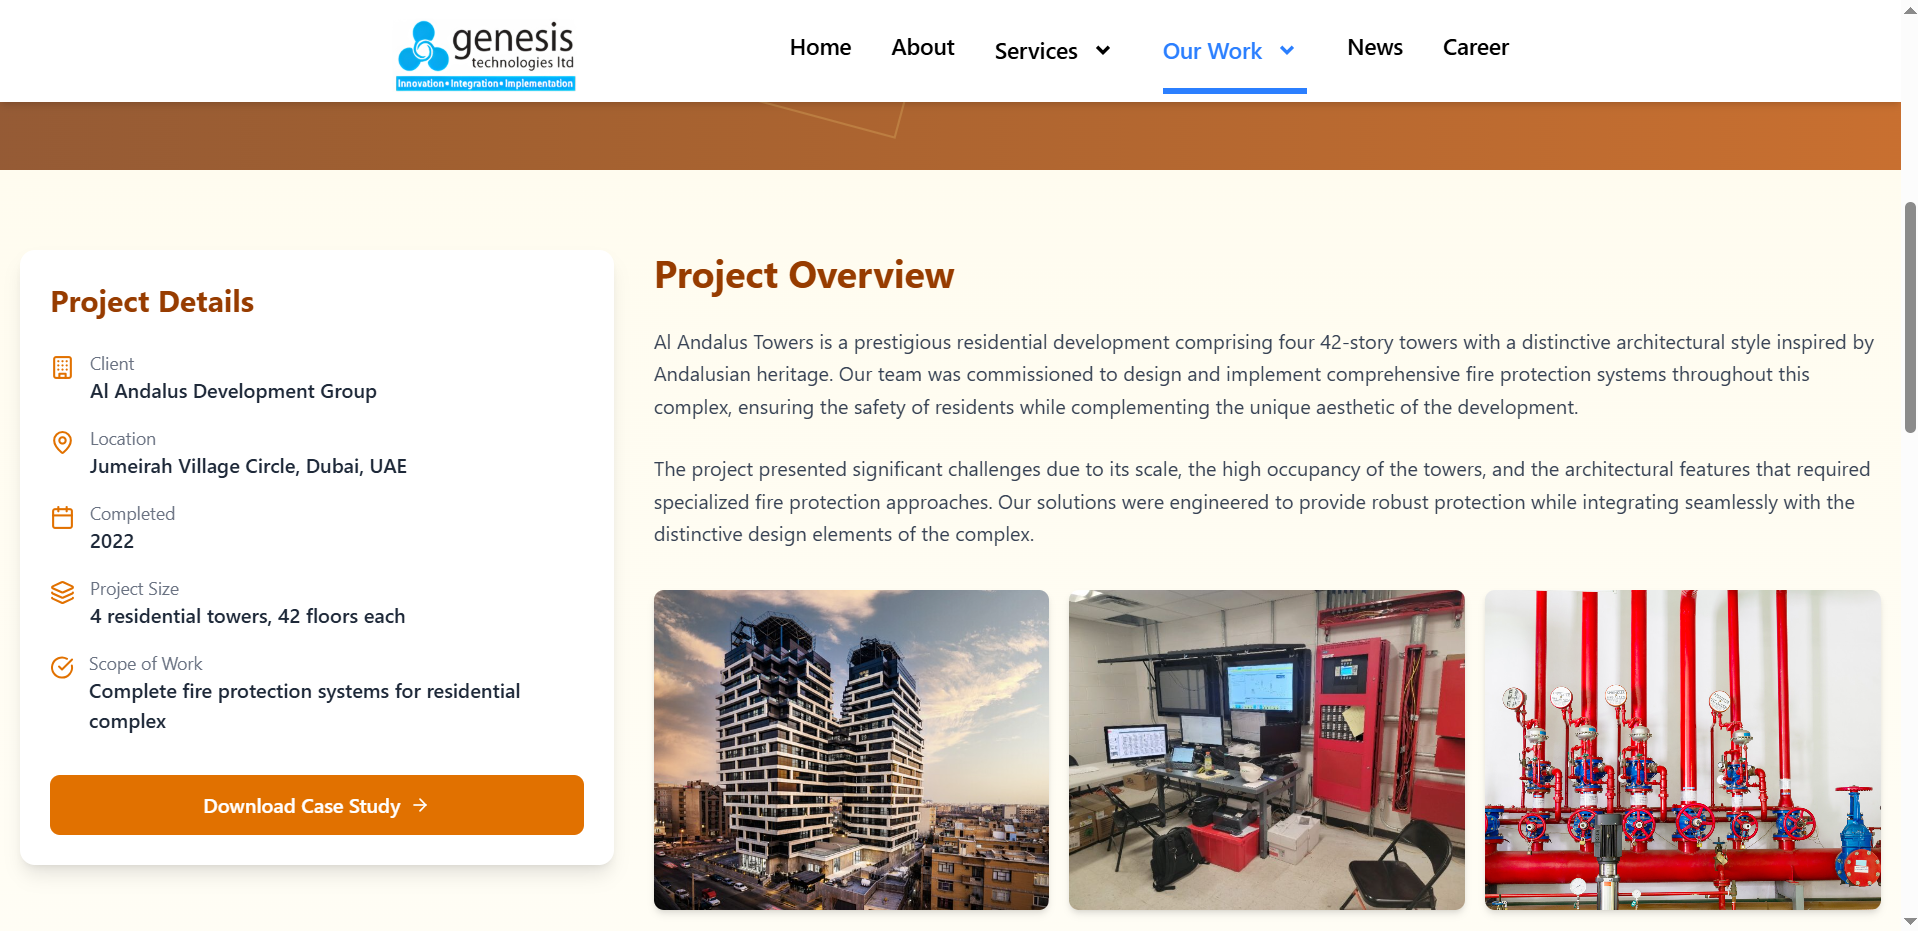 genesis
technologies ltd
Innovation • Integration • Implementation
Home
About
Services
Our Work
News
Career
Project Details
Client
Al Andalus Development Group
Location
Jumeirah Village Circle, Dubai, UAE
Completed
2022
Project Size
4 residential towers, 42 floors each
Scope of Work
Complete fire protection systems for residential
complex
Download Case Study →
Project Overview
Al Andalus Towers is a prestigious residential development comprising four 42-story towers with a distinctive architectural style inspired by
Andalusian heritage. Our team was commissioned to design and implement comprehensive fire protection systems throughout this
complex, ensuring the safety of residents while complementing the unique aesthetic of the development.
The project presented significant challenges due to its scale, the high occupancy of the towers, and the architectural features that required
specialized fire protection approaches. Our solutions were engineered to provide robust protection while integrating seamlessly with the
distinctive design elements of the complex.